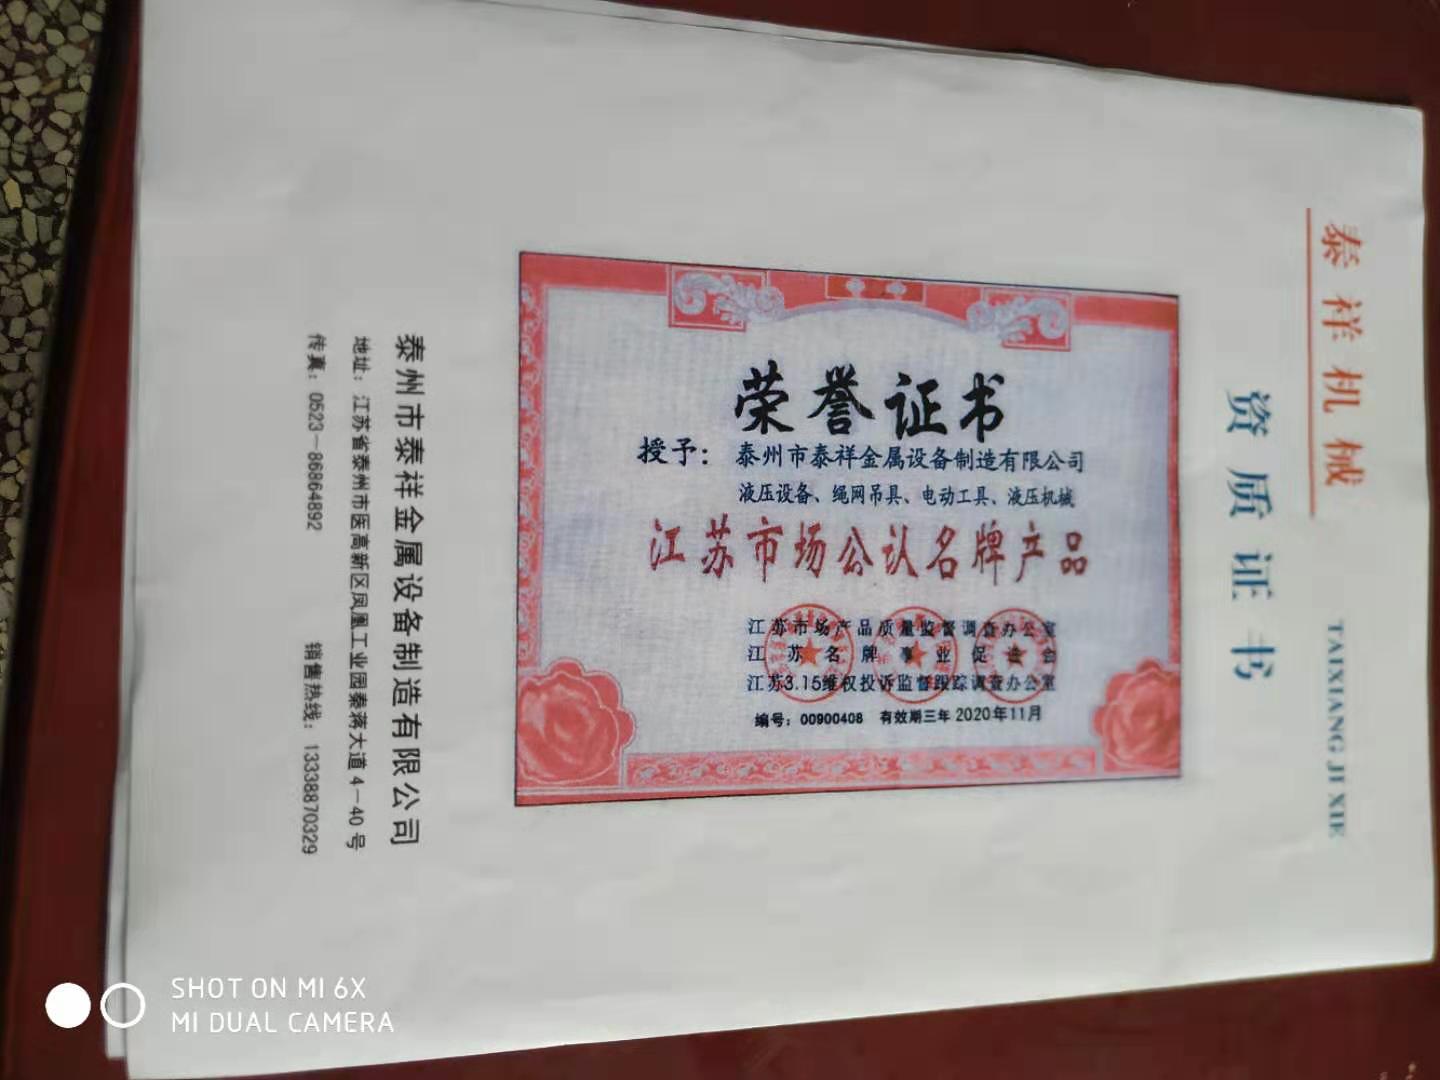 泰祥机械
TAIXIANG JI XIE
资质证书
荣誉证书
授予：泰州市泰祥金属设备制造有限公司
液压设备、绳网吊具、电动工具、液压机械
江苏市场公认名牌产品
江苏市场产品质量监督调查办公室
江苏名牌事业促进会
江苏3.15维权投诉监督跟踪调查办公室
编号：00900408 有效期三年 2020年11月
泰州市泰祥金属设备制造有限公司
地址：江苏省泰州市医高新区凤凰工业园泰蒋大道4－40号
传真：0523－86864892 销售热线：13338870329
SHOT ON MI 6X
MI DUAL CAMERA